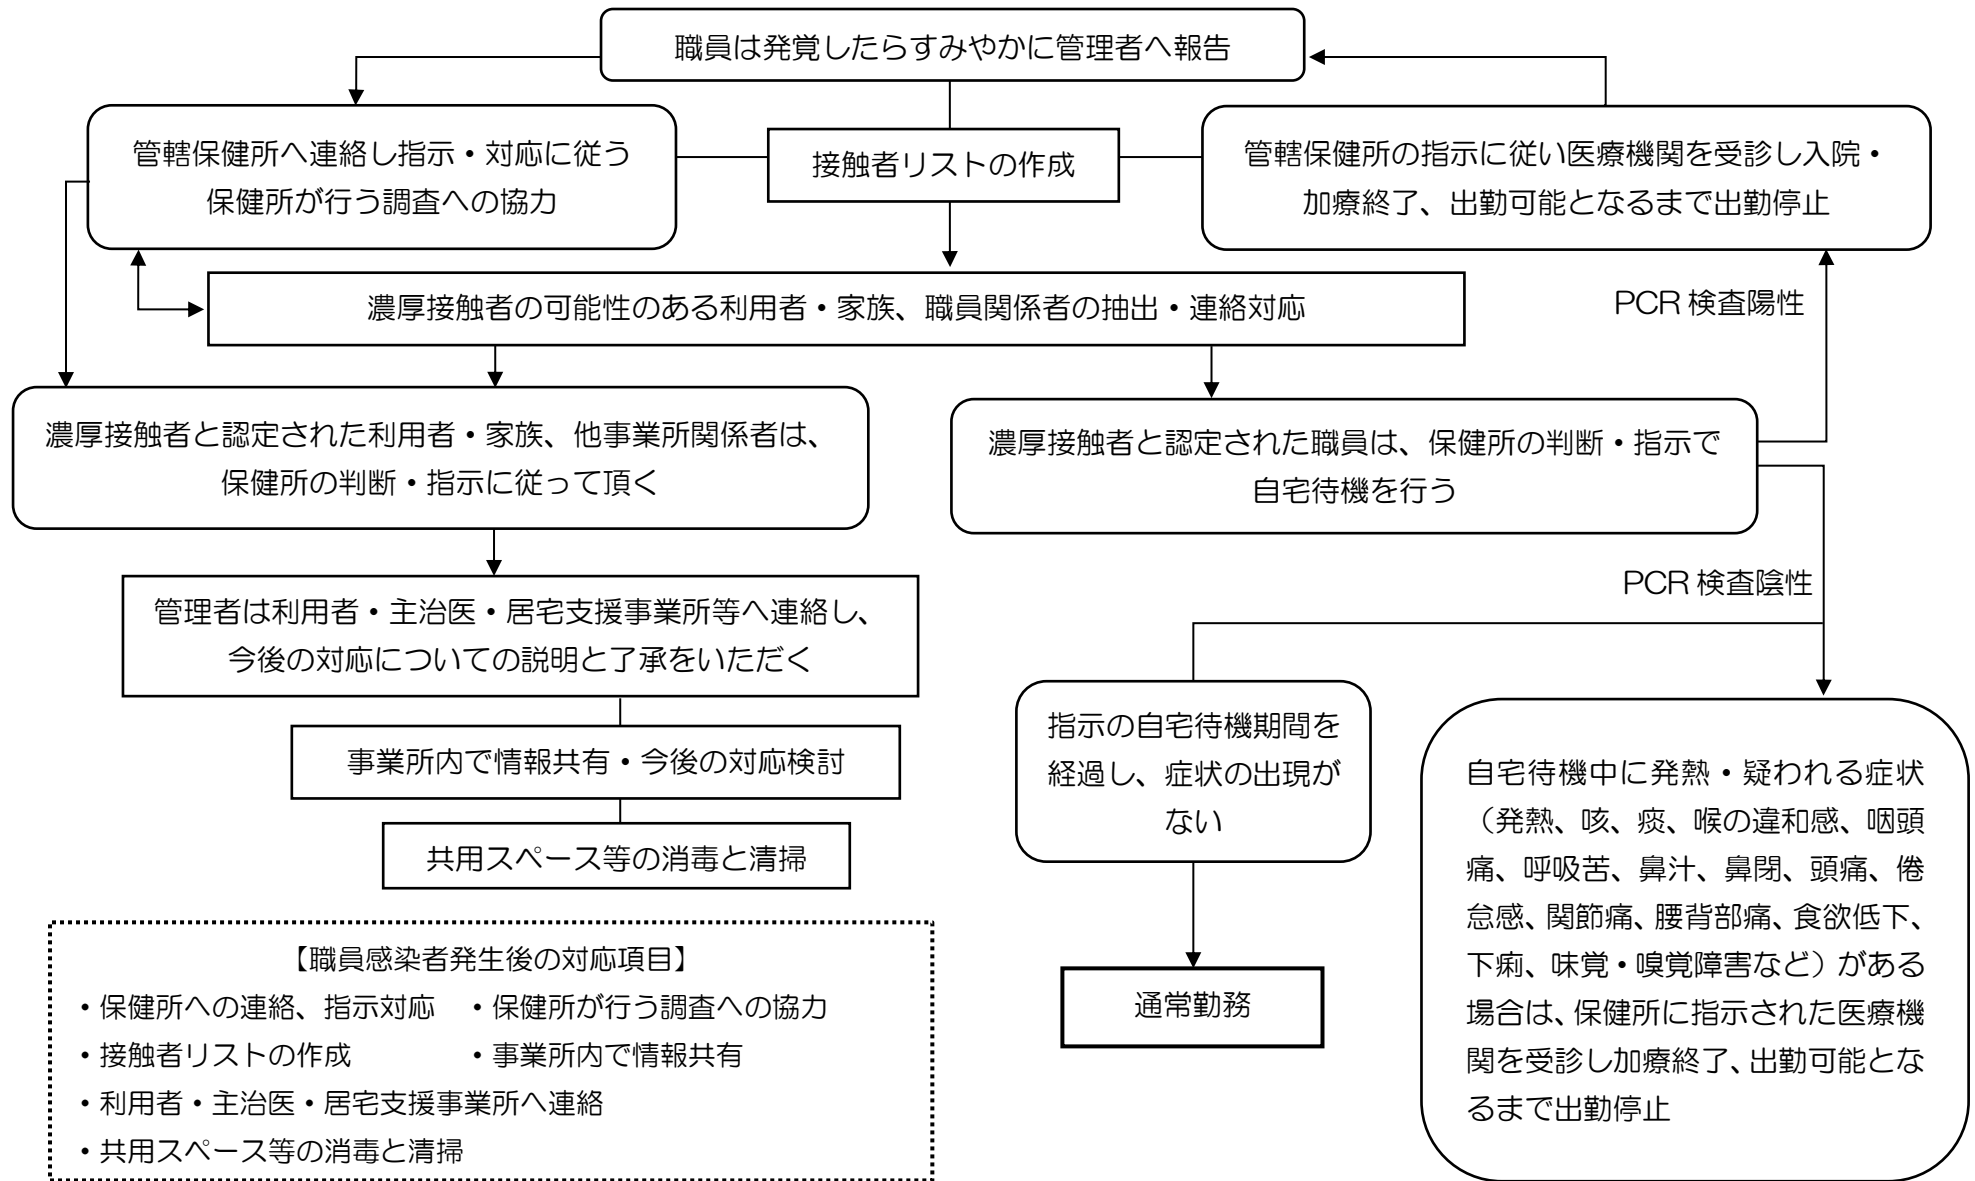 職員は発覚したらすみやかに管理者へ報告
管轄保健所へ連絡し指示・対応に従う
保健所が行う調査への協力
接触者リストの作成
管轄保健所の指示に従い医療機関を受診し入院・
加療終了、出勤可能となるまで出勤停止
濃厚接触者の可能性のある利用者・家族、職員関係者の抽出・連絡対応
PCR 検査陽性
濃厚接触者と認定された利用者・家族、他事業所関係者は、
保健所の判断・指示に従って頂く
濃厚接触者と認定された職員は、保健所の判断・指示で
自宅待機を行う
管理者は利用者・主治医・居宅支援事業所等へ連絡し、
今後の対応についての説明と了承をいただく
PCR 検査陰性
事業所内で情報共有・今後の対応検討
共用スペース等の消毒と清掃
指示の自宅待機期間を
経過し、症状の出現が
ない
通常勤務
自宅待機中に発熱・疑われる症状
（発熱、咳、痰、喉の違和感、咽頭
痛、呼吸苦、鼻汁、鼻閉、頭痛、倦
怠感、関節痛、腰背部痛、食欲低下、
下痢、味覚・嗅覚障害など）がある
場合は、保健所に指示された医療機
関を受診し加療終了、出勤可能とな
るまで出勤停止
【職員感染者発生後の対応項目】
・保健所への連絡、指示対応　・保健所が行う調査への協力
・接触者リストの作成　・事業所内で情報共有
・利用者・主治医・居宅支援事業所へ連絡
・共用スペース等の消毒と清掃